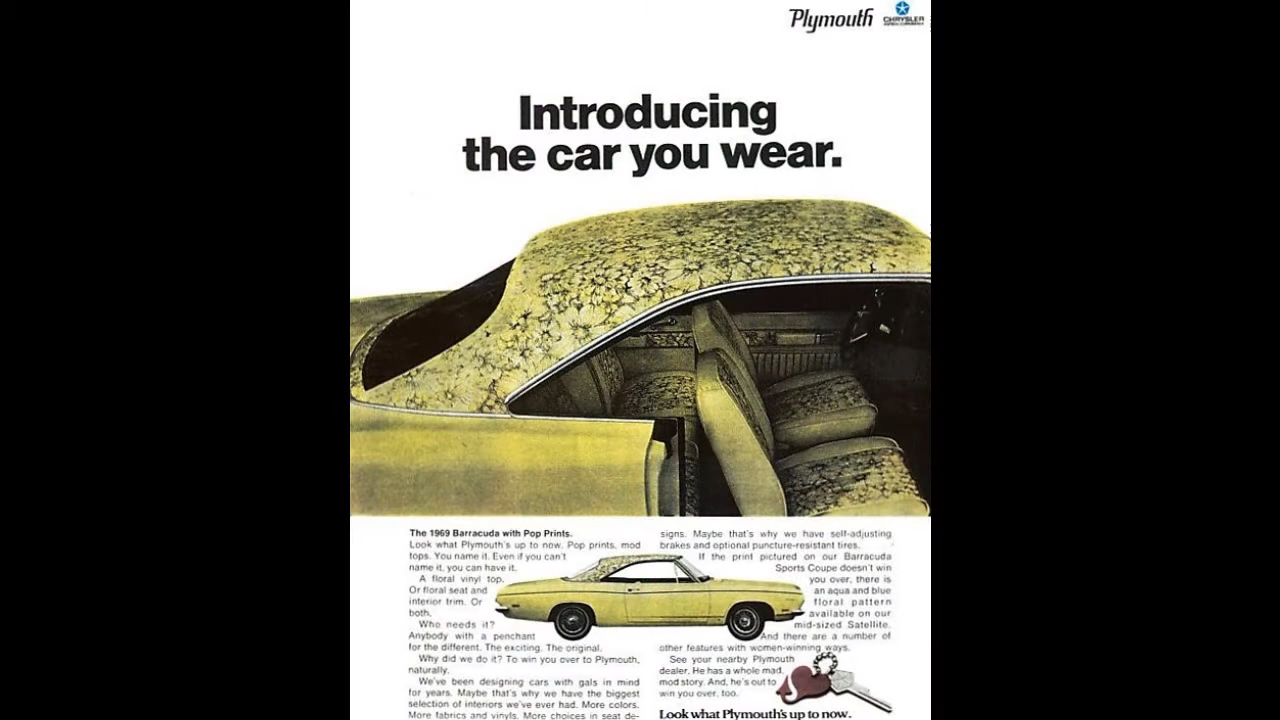 Plymouth
CHRYSLER
Introducing
the car you wear.
The 1969 Barracuda with Pop Prints.
Look what Plymouth's up to now. Pop prints, mod
tops. You name it. Even if you can't
name it, you can have it.
A floral vinyl top.
Or floral seat and
interior trim. Or
both.
Who needs it?
Anybody with a penchant
for the different. The exciting. The original.
Why did we do it? To win you over to Plymouth,
naturally.
We've been designing cars with gals in mind
for years. Maybe that's why we have the biggest
selection of interiors we've ever had. More colors.
More fabrics and vinyls. More choices in seat de-
signs. Maybe that's why we have self-adjusting
brakes and optional puncture-resistant tires.
If the print pictured on our Barracuda
Sports Coupe doesn't win
you over, there is
an aqua and blue
floral pattern
available on our
mid-sized Satellite.
And there are a number of
other features with women-winning ways.
See your nearby Plymouth
dealer. He has a whole mad,
mod story. And, he's out to
win you over, too.
Look what Plymouth's up to now.